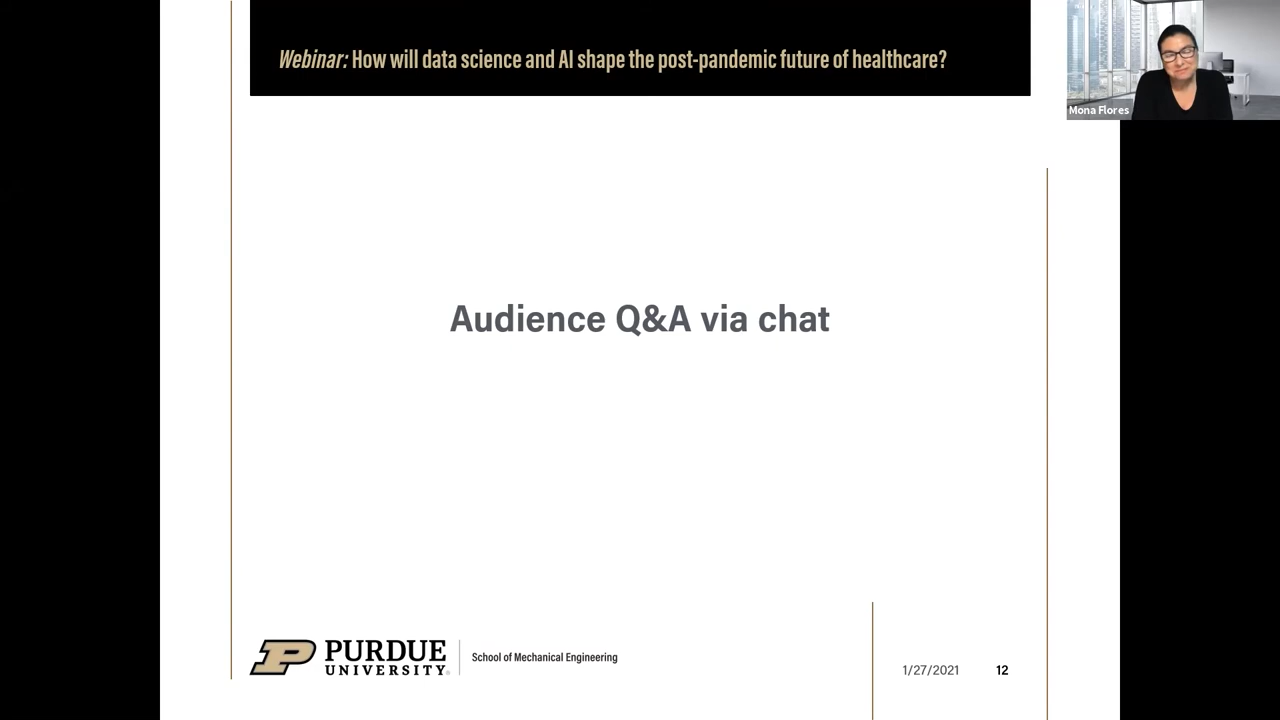 Webinar: How will data science and AI shape the post-pandemic future of healthcare?
Mona Flores
Audience Q&A via chat
PURDUE
UNIVERSITY.
School of Mechanical Engineering
1/27/2021
12